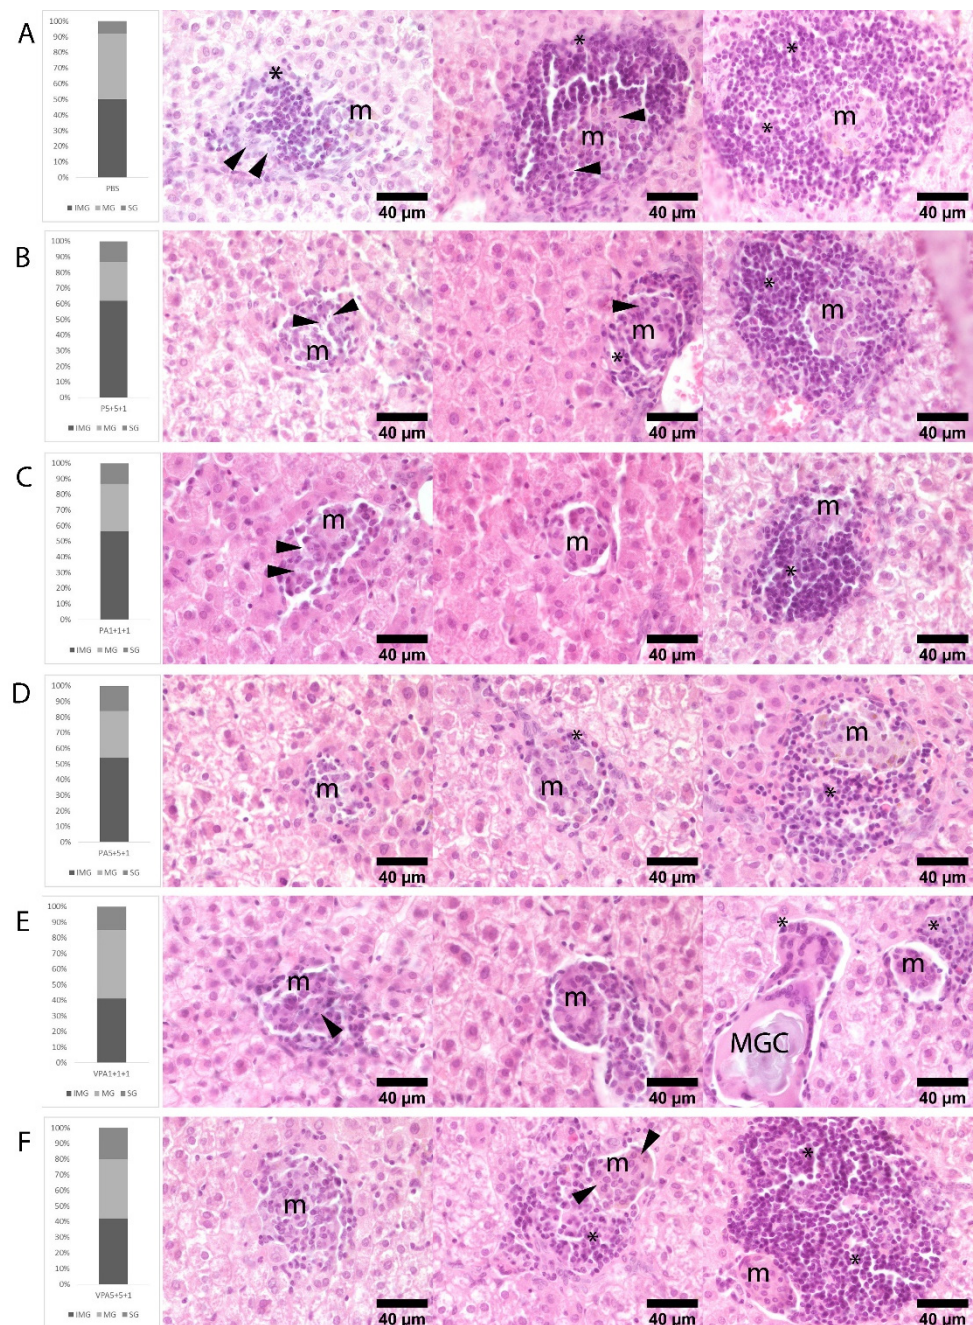 A
100%
90%
80%
70%
60%
50%
40%
30%
20%
10%
0%
PBS
■ IMG ■ MG ■ SG
* m
40 µm
* m
40 µm
* * m
40 µm
B
100%
90%
80%
70%
60%
50%
40%
30%
20%
10%
0%
PS+5+1
■ IMG ■ MG ■ SG
m
40 µm
m *
40 µm
* m
40 µm
C
100%
90%
80%
70%
60%
50%
40%
30%
20%
10%
0%
PA1+1+1
■ IMG ■ MG ■ SG
m
40 µm
m
40 µm
m *
40 µm
D
100%
90%
80%
70%
60%
50%
40%
30%
20%
10%
0%
PA5+5+1
■ IMG ■ MG ■ SG
m
40 µm
* m
40 µm
m *
40 µm
E
100%
90%
80%
70%
60%
50%
40%
30%
20%
10%
0%
VPA1+1+1
■ IMG ■ MG ■ SG
m
40 µm
m
40 µm
* * m
MGC
40 µm
F
100%
90%
80%
70%
60%
50%
40%
30%
20%
10%
0%
VPA5+5+1
■ IMG ■ MG ■ SG
m
40 µm
m *
40 µm
* * m
40 µm